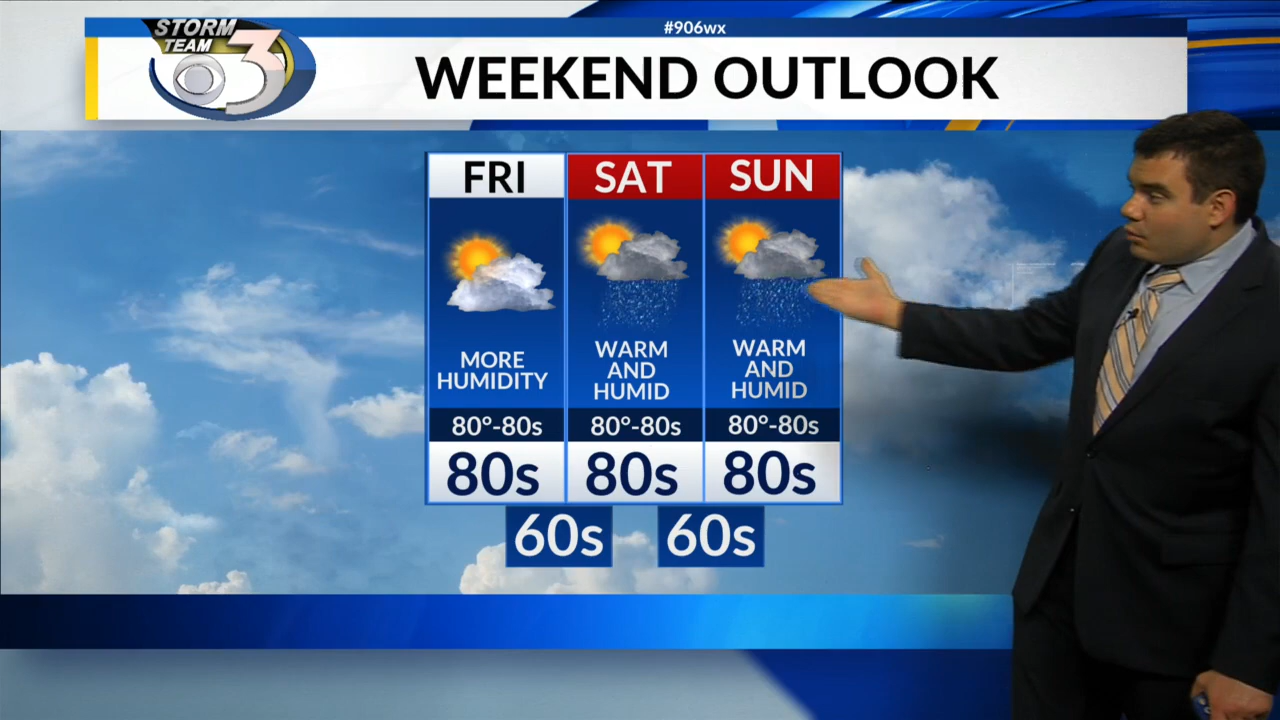 #906wx
STORM
TEAM
3
WEEKEND OUTLOOK
FRI
SAT
SUN
MORE
HUMIDITY
WARM
AND
HUMID
WARM
AND
HUMID
80°-80s
80°-80s
80°-80s
80s
80s
80s
60s
60s